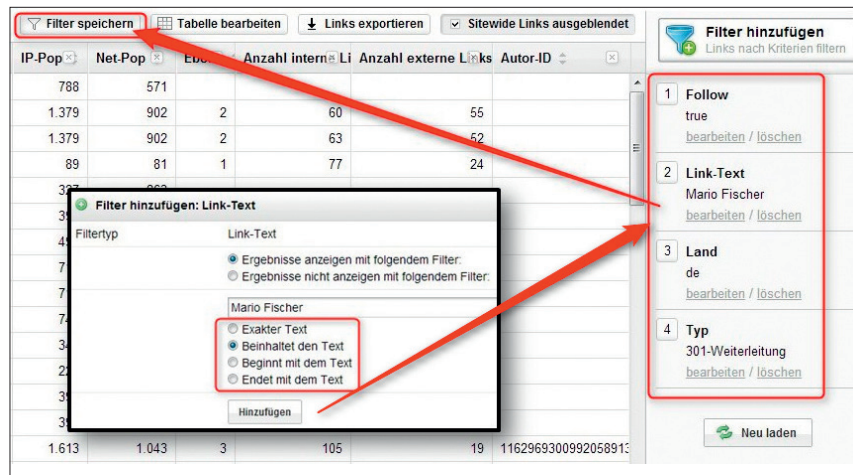 Filter speichern Tabelle bearbeiten Links exportieren Sitewide Links ausgeblendet
IP-Pop Net-Pop Anzahl intern Li Anzahl externe L ks Autor-ID
788 571
1.379 902 2 60 55
1.379 902 2 63 52
89 81 1 77 24
1.613 1.043 3 105 19 1162969300992058913
Filter hinzufügen: Link-Text
Filtertyp Link-Text
Ergebnisse anzeigen mit folgendem Filter:
Ergebnisse nicht anzeigen mit folgendem Filter:
Mario Fischer
Exakter Text
Beinhaltet den Text
Beginnt mit dem Text
Endet mit dem Text
Hinzufügen
Filter hinzufügen
Links nach Kriterien filtern
1 Follow
true
bearbeiten / löschen
2 Link-Text
Mario Fischer
bearbeiten / löschen
3 Land
de
bearbeiten / löschen
4 Typ
301-Weiterleitung
bearbeiten / löschen
Neu laden